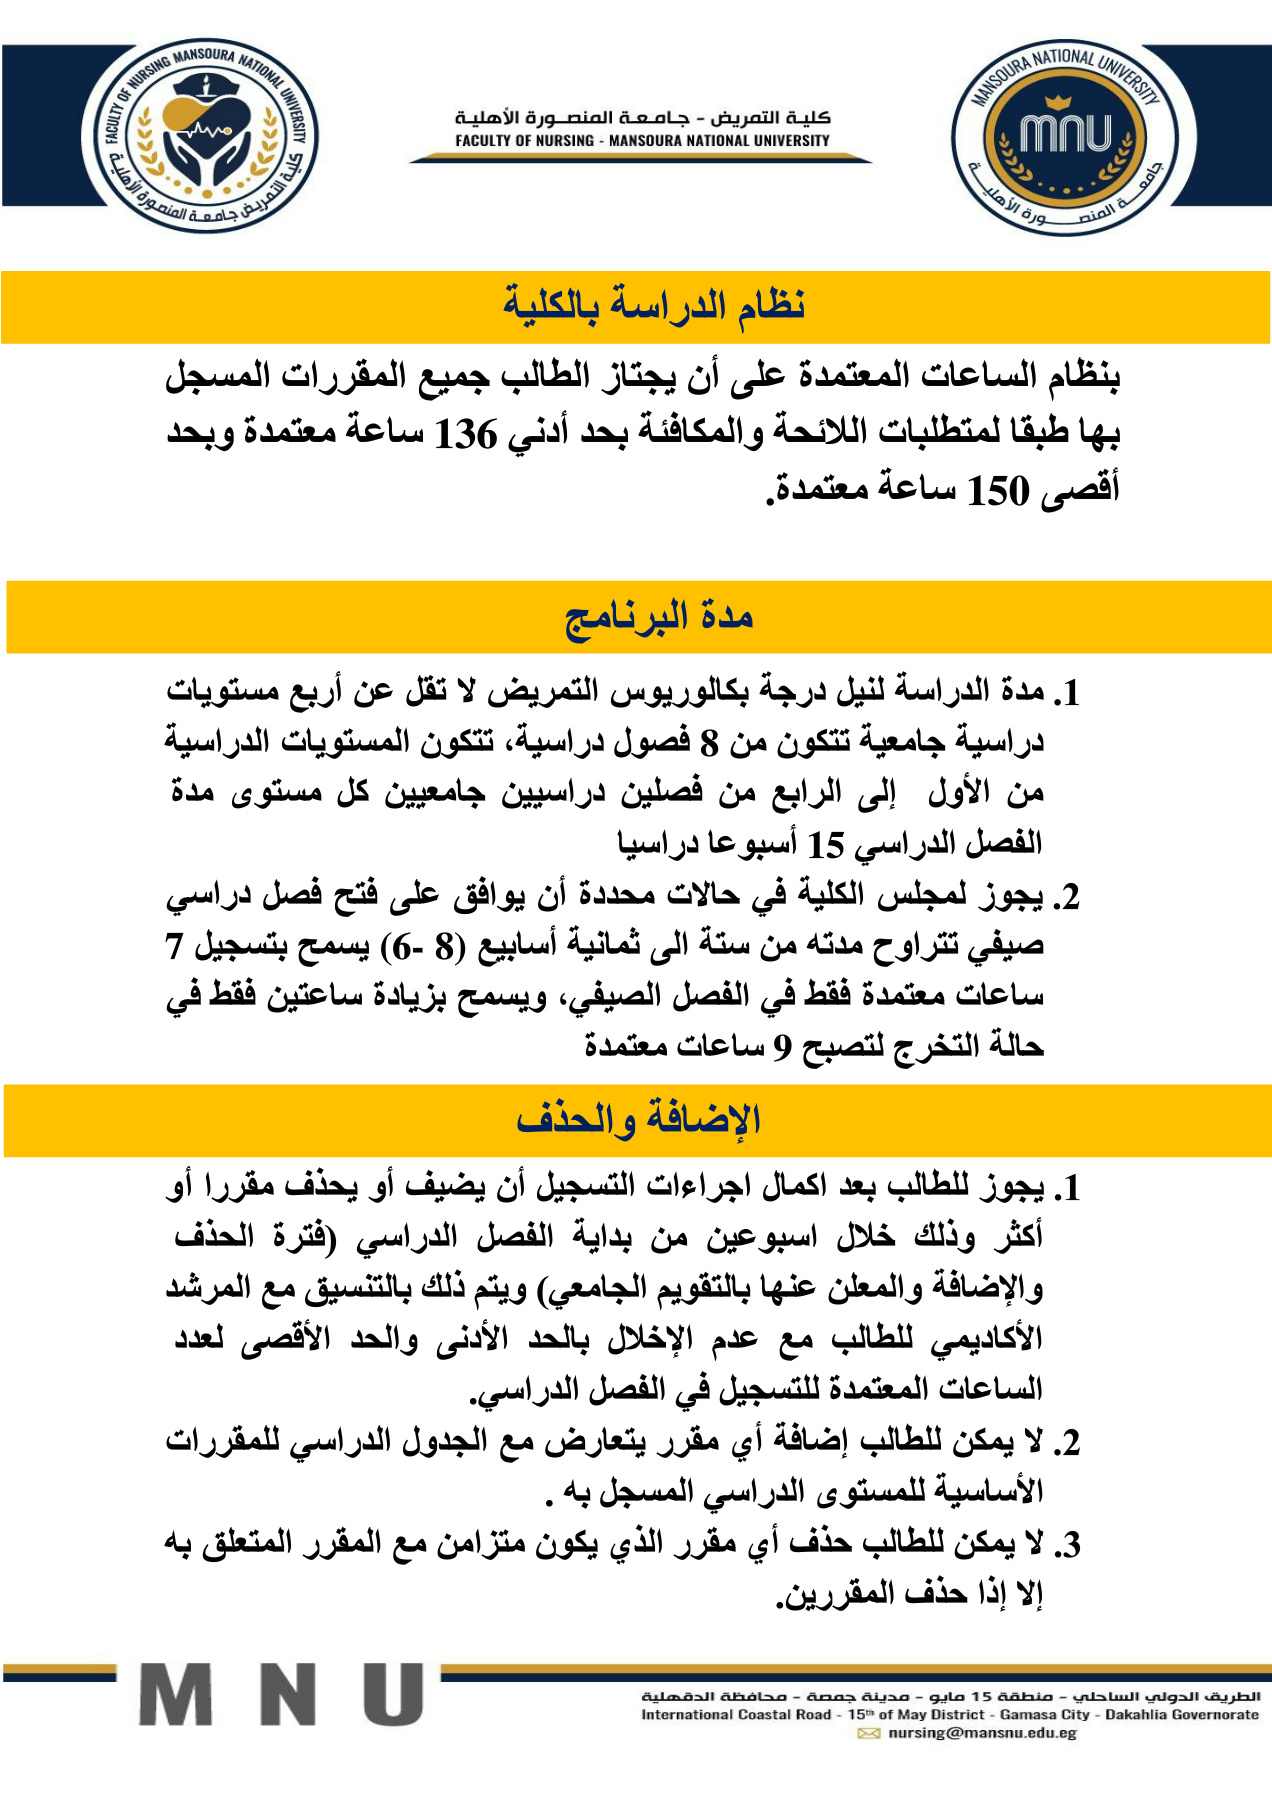 FACULTY OF NURSING MANSOURA NATIONAL UNIVERSITY
كلية التمريض جامعة المنصورة الأهلية
كلية التمريض - جامعة المنصورة الأهلية
FACULTY OF NURSING - MANSOURA NATIONAL UNIVERSITY
MANSOURA NATIONAL UNIVERSITY
mnu
جامعة المنصورة الأهلية
نظام الدراسة بالكلية
بنظام الساعات المعتمدة على أن يجتاز الطالب جميع المقررات المسجل
بها طبقا لمتطلبات اللائحة والمكافئة بحد أدني 136 ساعة معتمدة وبحد
أقصى 150 ساعة معتمدة.
مدة البرنامج
1. مدة الدراسة لنيل درجة بكالوريوس التمريض لا تقل عن أربع مستويات
دراسية جامعية تتكون من 8 فصول دراسية، تتكون المستويات الدراسية
من الأول إلى الرابع من فصلين دراسيين جامعيين كل مستوى مدة
الفصل الدراسي 15 أسبوعا دراسيا
2. يجوز لمجلس الكلية في حالات محددة أن يوافق على فتح فصل دراسي
صيفي تتراوح مدته من ستة الى ثمانية أسابيع (8 -6) يسمح بتسجيل 7
ساعات معتمدة فقط في الفصل الصيفي، ويسمح بزيادة ساعتين فقط في
حالة التخرج لتصبح 9 ساعات معتمدة
الإضافة والحذف
1. يجوز للطالب بعد اكمال اجراءات التسجيل أن يضيف أو يحذف مقررا أو
أكثر وذلك خلال اسبوعين من بداية الفصل الدراسي (فترة الحذف
والإضافة والمعلن عنها بالتقويم الجامعي) ويتم ذلك بالتنسيق مع المرشد
الأكاديمي للطالب مع عدم الإخلال بالحد الأدنى والحد الأقصى لعدد
الساعات المعتمدة للتسجيل في الفصل الدراسي.
2. لا يمكن للطالب إضافة أي مقرر يتعارض مع الجدول الدراسي للمقررات
الأساسية للمستوى الدراسي المسجل به .
3. لا يمكن للطالب حذف أي مقرر الذي يكون متزامن مع المقرر المتعلق به
إلا إذا حذف المقررين.
M N U
الطريق الدولي الساحلي - منطقة 15 مايو - مدينة جمصة - محافظة الدقهلية
International Coastal Road - 15th of May District - Gamasa City - Dakahlia Governorate
nursing@mansnu.edu.eg